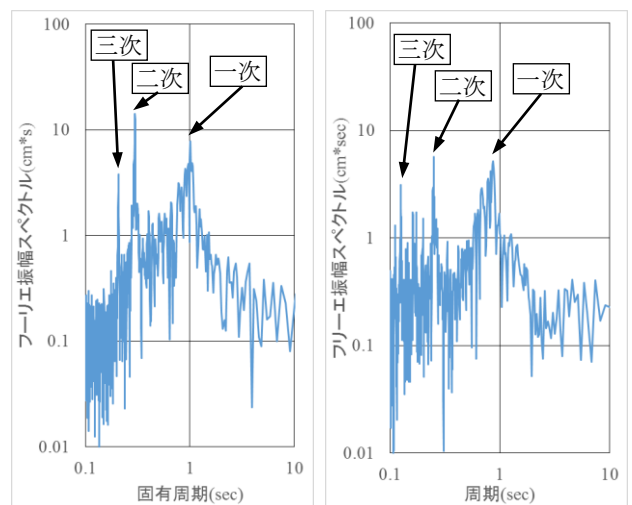 100
10
1
0.1
0.01
0.1
1
10
フーリエ振幅スペクトル(cm*s)
固有周期(sec)
三次
二次
一次
100
10
1
0.1
0.01
0.1
1
10
フリーエ振幅スペクトル(cm*sec)
周期(sec)
三次
二次
一次